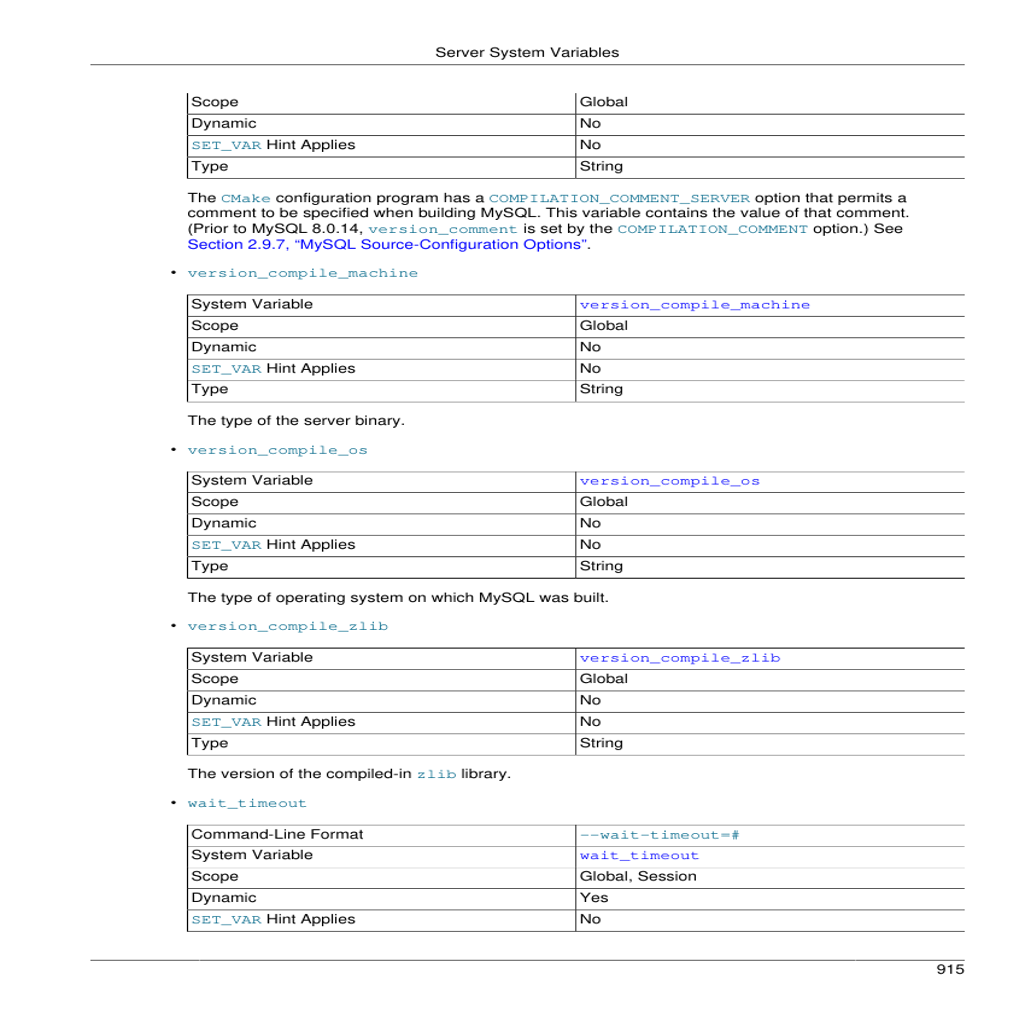 Server System Variables
Scope Global
Dynamic No
SET_VAR Hint Applies No
Type String
The CMake configuration program has a COMPILATION_COMMENT_SERVER option that permits a
comment to be specified when building MySQL. This variable contains the value of that comment.
(Prior to MySQL 8.0.14, version_comment is set by the COMPILATION_COMMENT option.) See
Section 2.9.7, “MySQL Source-Configuration Options”.
• version_compile_machine
System Variable version_compile_machine
Scope Global
Dynamic No
SET_VAR Hint Applies No
Type String
The type of the server binary.
• version_compile_os
System Variable version_compile_os
Scope Global
Dynamic No
SET_VAR Hint Applies No
Type String
The type of operating system on which MySQL was built.
• version_compile_zlib
System Variable version_compile_zlib
Scope Global
Dynamic No
SET_VAR Hint Applies No
Type String
The version of the compiled-in zlib library.
• wait_timeout
Command-Line Format --wait-timeout=#
System Variable wait_timeout
Scope Global, Session
Dynamic Yes
SET_VAR Hint Applies No
915